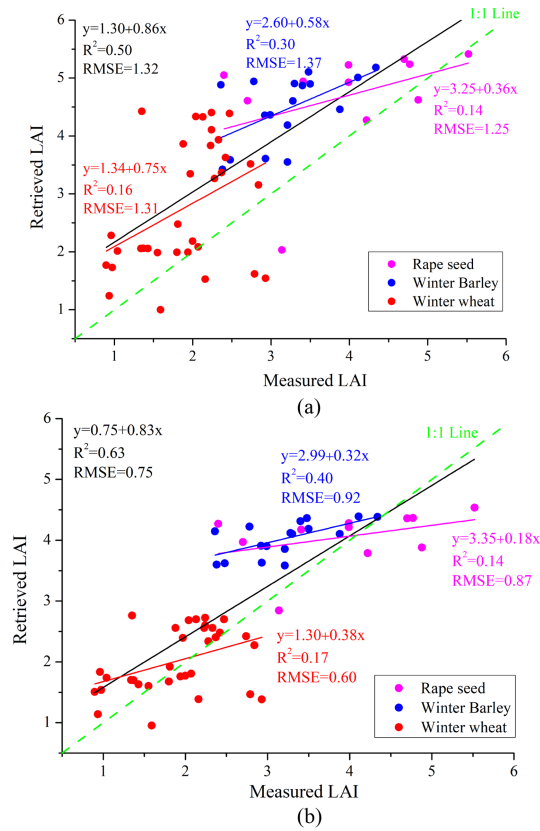 y=1.30+0.86x
R²=0.50
RMSE=1.32
y=2.60+0.58x
R²=0.30
RMSE=1.37
1:1 Line
y=3.25+0.36x
R²=0.14
RMSE=1.25
y=1.34+0.75x
R²=0.16
RMSE=1.31
Rape seed
Winter Barley
Winter wheat
Retrieved LAI
6
5
4
3
2
1
1 2 3 4 5 6
Measured LAI
(a)
y=0.75+0.83x
R²=0.63
RMSE=0.75
y=2.99+0.32x
R²=0.40
RMSE=0.92
1:1 Line
y=3.35+0.18x
R²=0.14
RMSE=0.87
y=1.30+0.38x
R²=0.17
RMSE=0.60
Rape seed
Winter Barley
Winter wheat
Retrieved LAI
6
5
4
3
2
1
1 2 3 4 5 6
Measured LAI
(b)